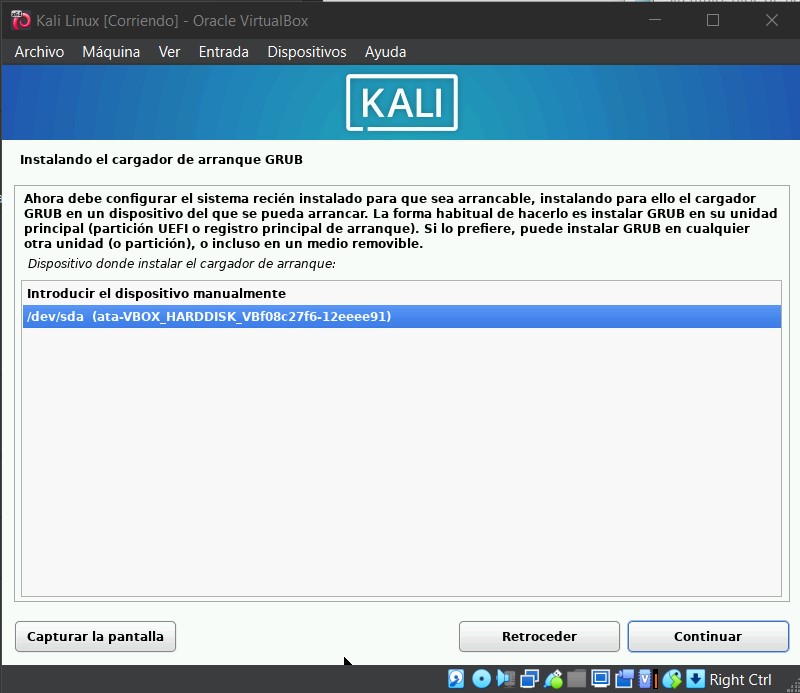 Kali Linux [Corriendo] - Oracle VirtualBox
Archivo Máquina Ver Entrada Dispositivos Ayuda
KALI
Instalando el cargador de arranque GRUB
Ahora debe configurar el sistema recién instalado para que sea arrancable, instalando para ello el cargador
GRUB en un dispositivo del que se pueda arrancar. La forma habitual de hacerlo es instalar GRUB en su unidad
principal (partición UEFI o registro principal de arranque). Si lo prefiere, puede instalar GRUB en cualquier
otra unidad (o partición), o incluso en un medio removible.
Dispositivo donde instalar el cargador de arranque:
Introducir el dispositivo manualmente
/dev/sda (ata-VBOX_HARDDISK_VBf08c27f6-12eeee91)
Capturar la pantalla Retroceder Continuar
Right Ctrl